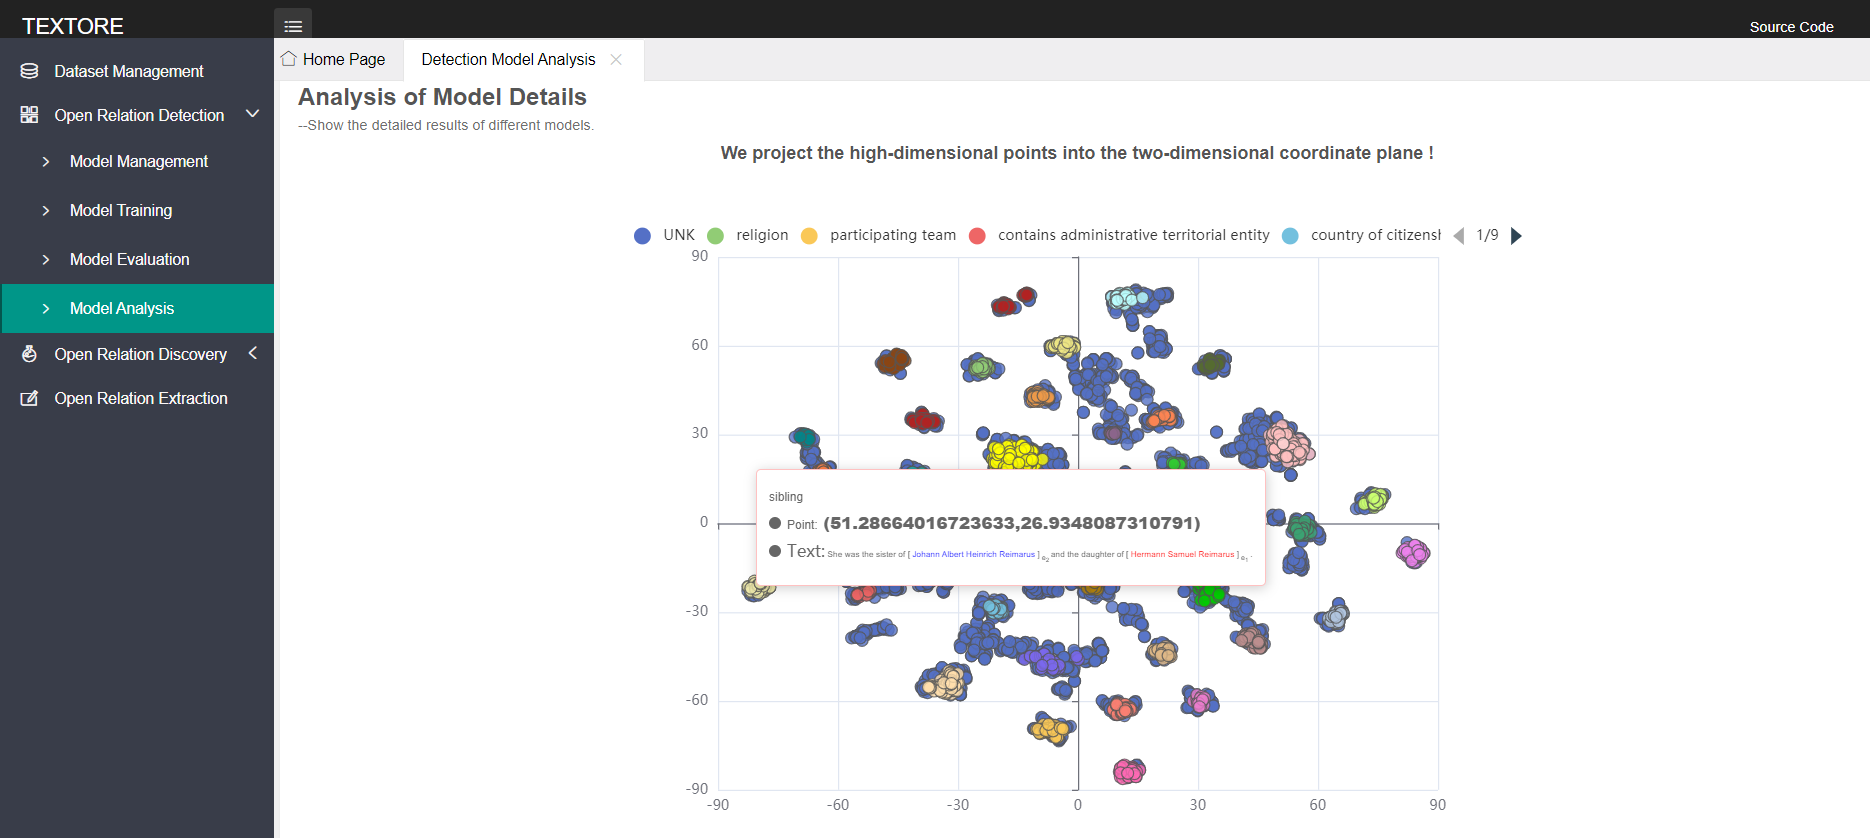 TEXTORE
Source Code
Dataset Management
Open Relation Detection
Model Management
Model Training
Model Evaluation
Model Analysis
Open Relation Discovery
Open Relation Extraction
Home Page
Detection Model Analysis
Analysis of Model Details
--Show the detailed results of different models.
We project the high-dimensional points into the two-dimensional coordinate plane !
UNK religion participating team contains administrative territorial entity country of citizensh 1/9
90
60
30
0
-30
-60
-90
-90 -60 -30 0 30 60 90
sibling
Point: (51.28664016723633,26.9348087310791)
Text: She was the sister of [ Johann Albert Heinrich Reimarus ] e2 and the daughter of [ Hermann Samuel Reimarus ] e1 .